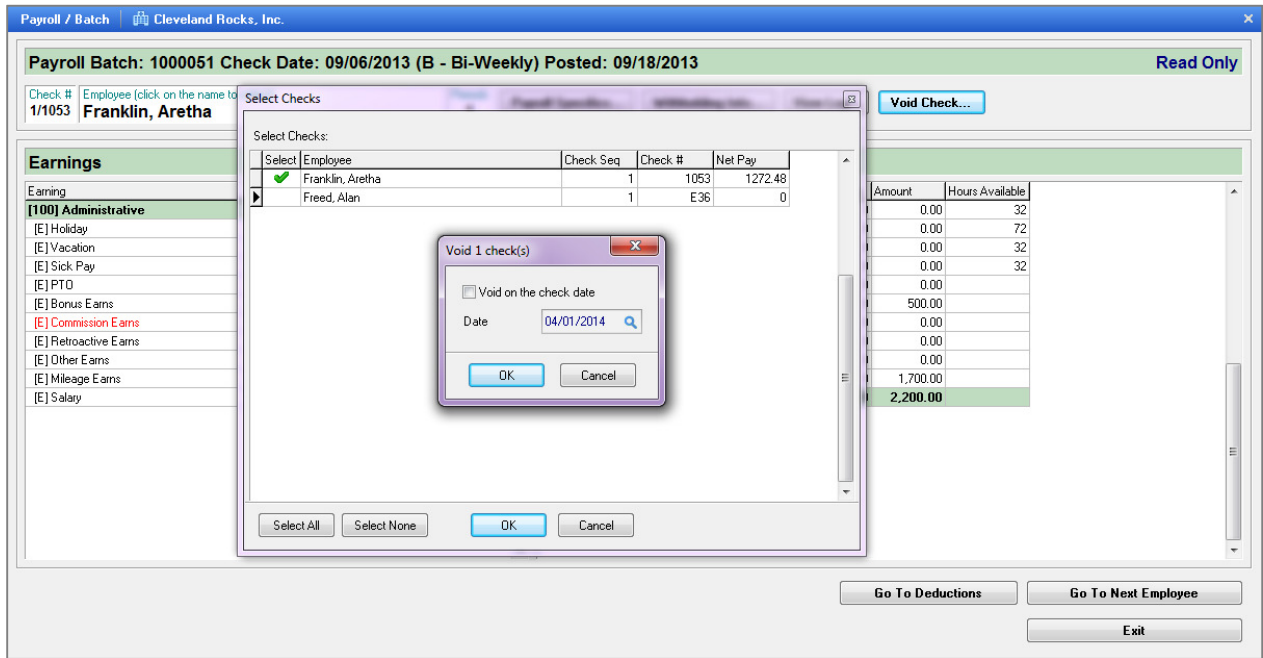 Payroll / Batch Cleveland Rocks, Inc.
Payroll Batch: 1000051 Check Date: 09/06/2013 (B - Bi-Weekly) Posted: 09/18/2013 Read Only
Check # Employee (click on the name to
1/1053 Franklin, Aretha
Void Check...
Select Checks
Select Checks:
Select Employee Check Seq Check # Net Pay
Franklin, Aretha 1 1053 1272.48
Freed, Alan 1 E36 0
Void 1 check(s)
Void on the check date
Date 04/01/2014
OK Cancel
Select All Select None OK Cancel
Earnings
Earning Amount Hours Available
[100] Administrative 0.00 32
[E] Holiday 0.00 72
[E] Vacation 0.00 32
[E] Sick Pay 0.00 32
[E] PTO 0.00
[E] Bonus Earns 500.00
[E] Commission Earns 0.00
[E] Retroactive Earns 0.00
[E] Other Earns 0.00
[E] Mileage Earns 1,700.00
[E] Salary 2,200.00
Go To Deductions Go To Next Employee
Exit